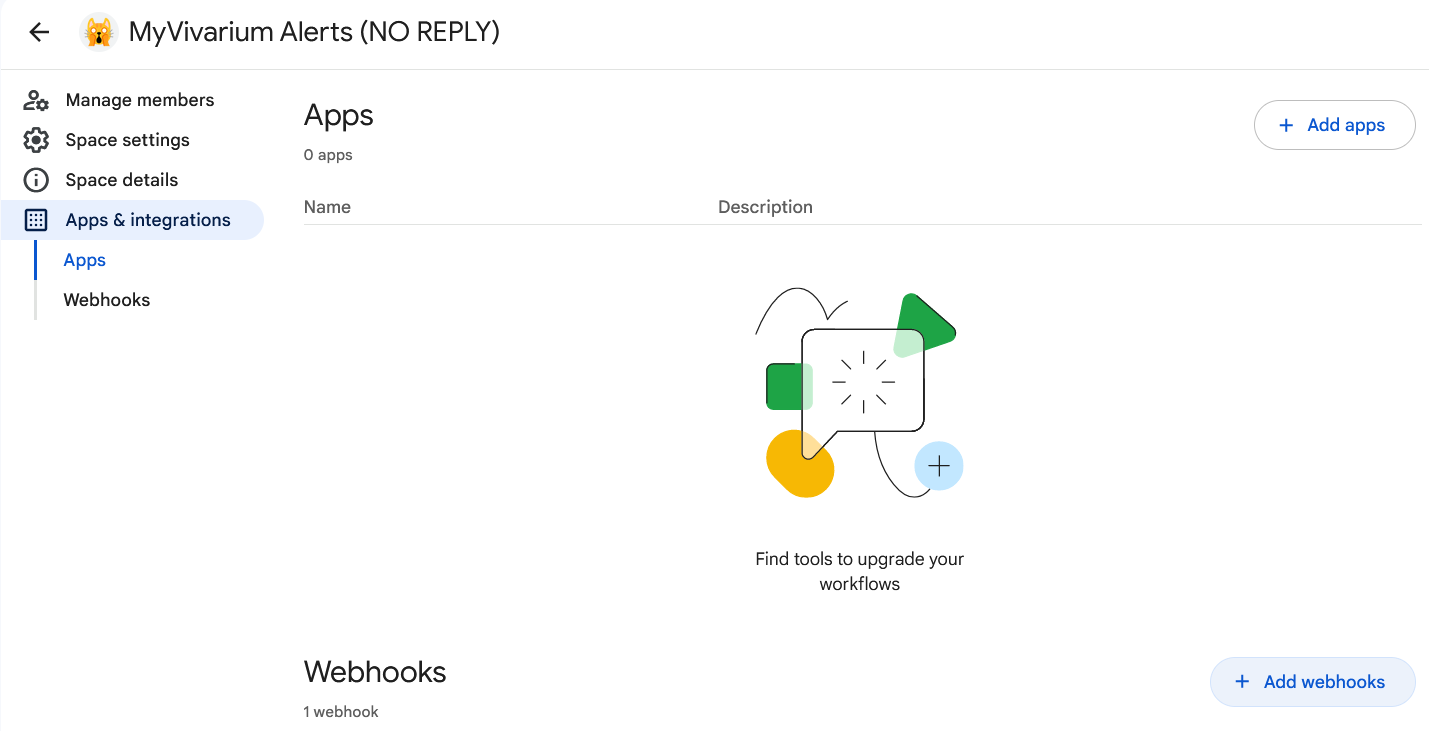 MyVivarium Alerts (NO REPLY)
Manage members
Space settings
Space details
Apps & integrations
Apps
Webhooks
Apps
+ Add apps
0 apps
Name Description
Find tools to upgrade your
workflows
Webhooks
+ Add webhooks
1 webhook